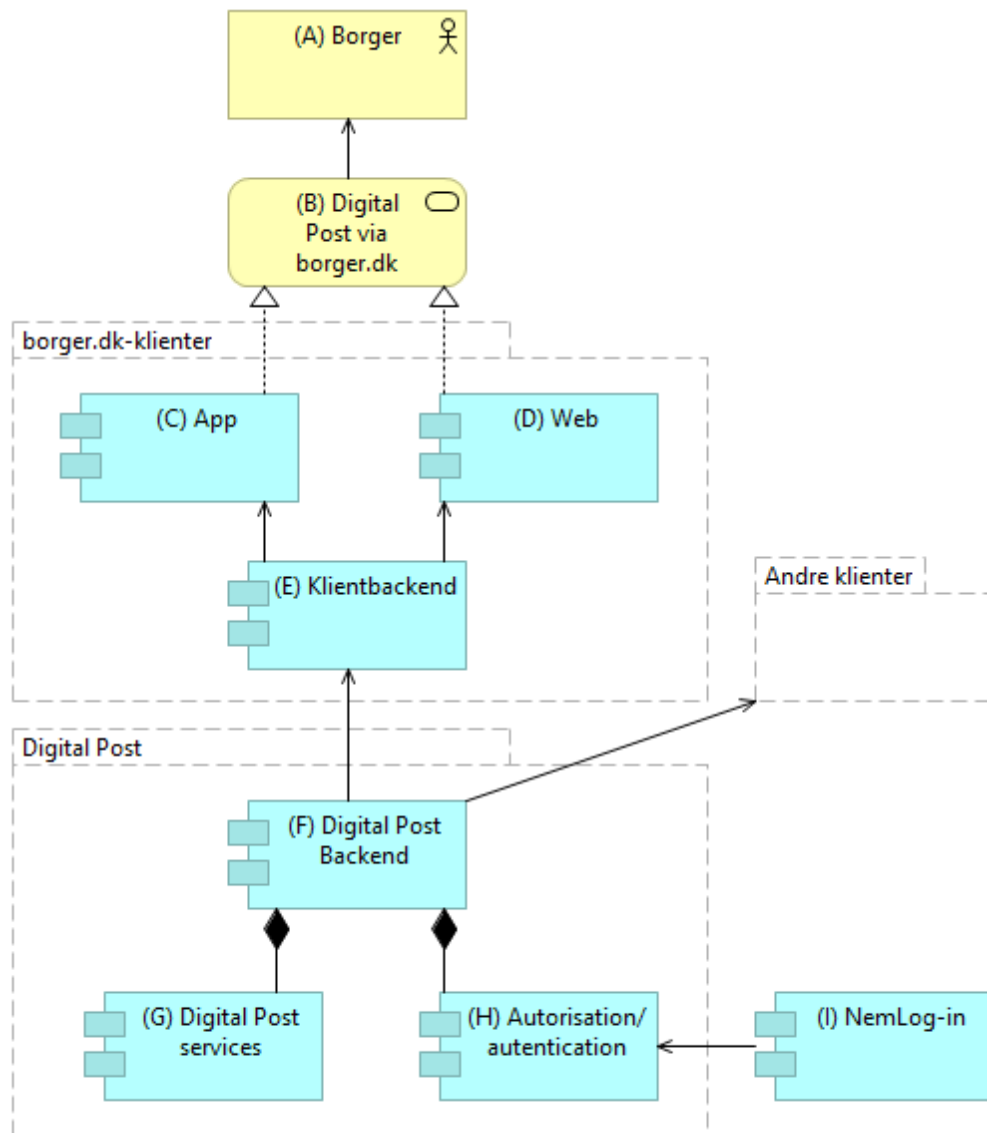 (A) Borger
(B) Digital
Post via
borger.dk
borger.dk-klienter
(C) App
(D) Web
(E) Klientbackend
Andre klienter
Digital Post
(F) Digital Post
Backend
(G) Digital Post
services
(H) Autorisation/
autentication
(I) NemLog-in